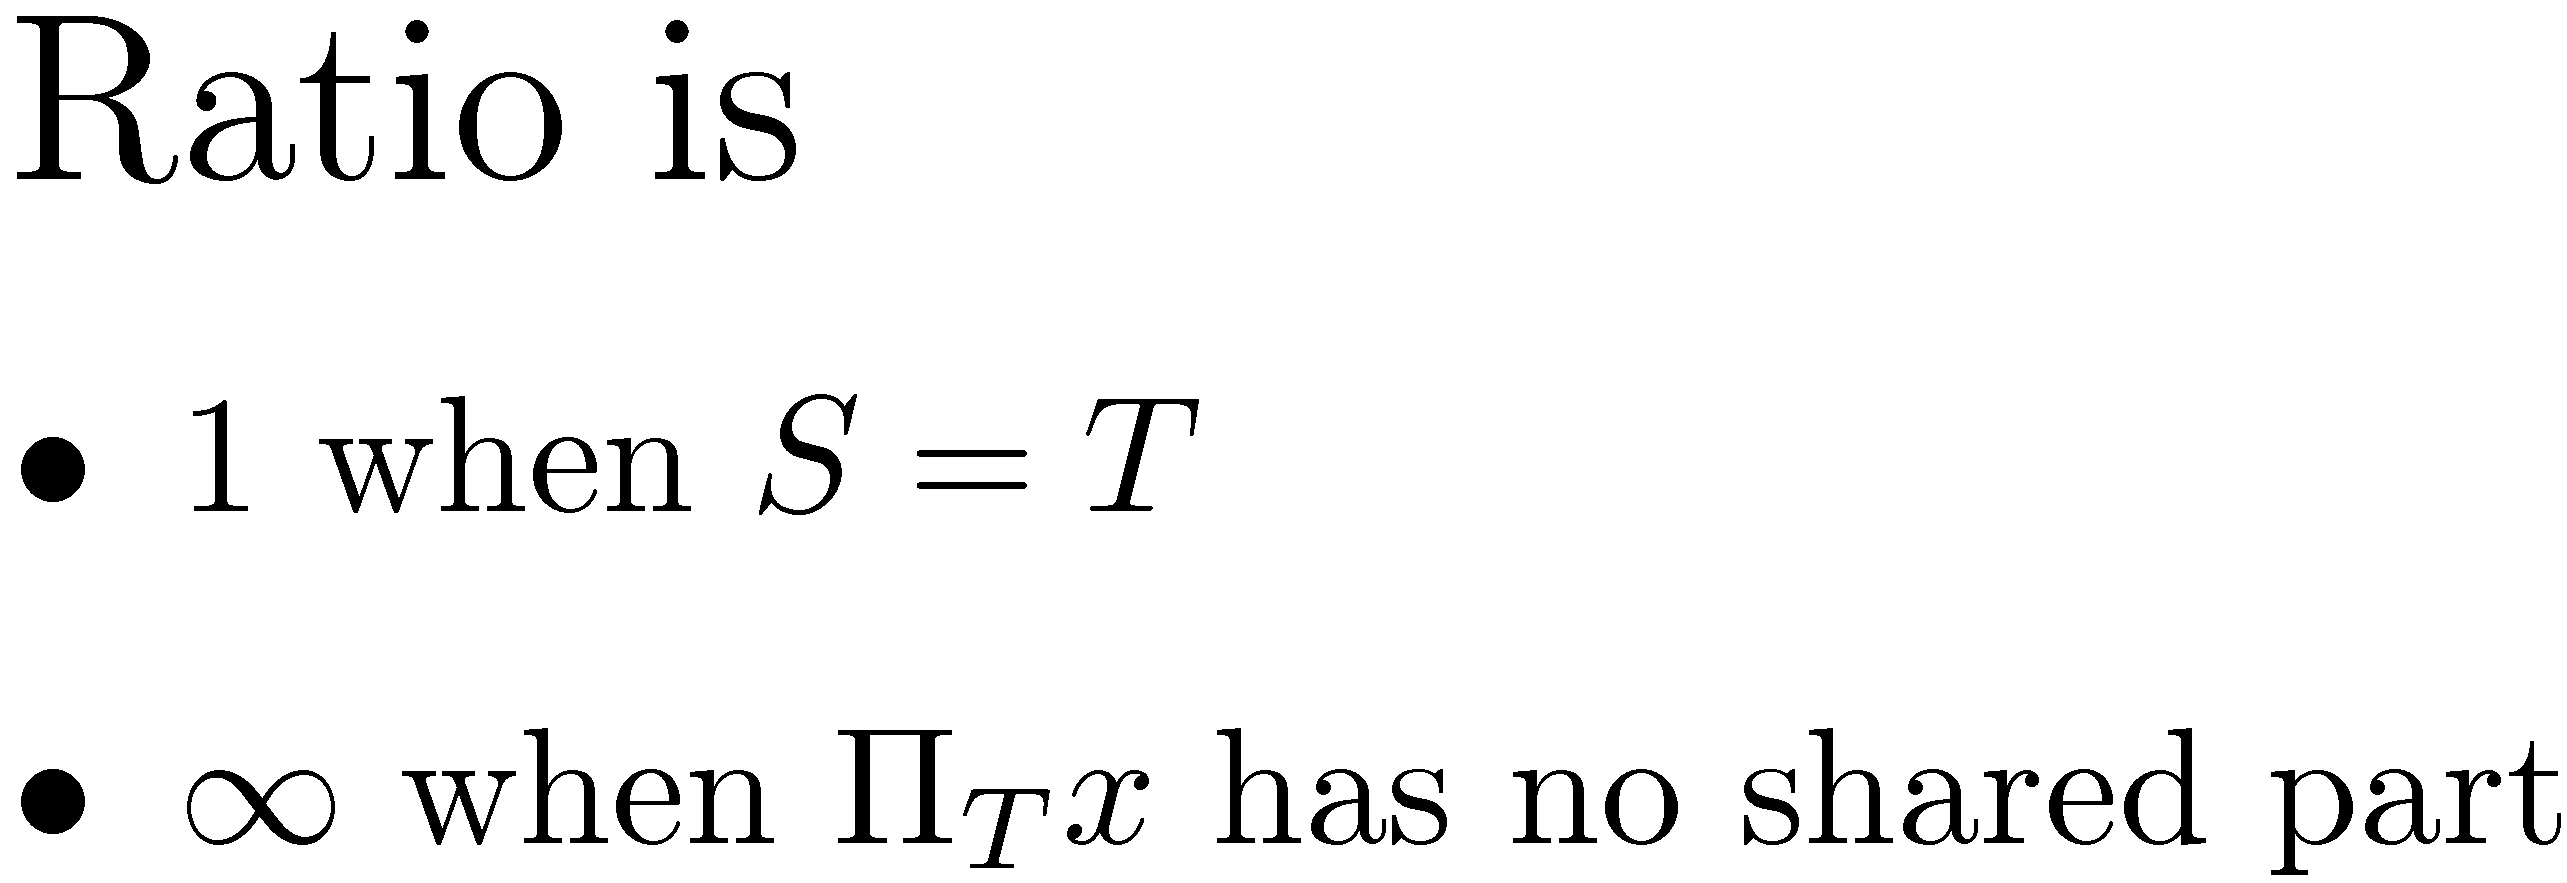 Ratio is
• 1 when S = T
• ∞ when Π_T x has no shared part